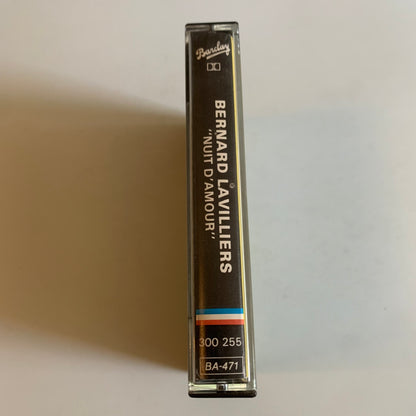 Barclay
BERNARD LAVILLIERS
"NUIT D'AMOUR"
300 255
BA-471